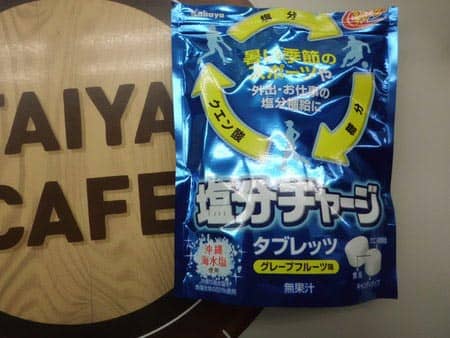 TAIYA
CAFE
Kabaya
塩分
暑い季節の
スポーツや
外出・お仕事の
塩分補給に
クエン酸
糖分
塩分チャージ
タブレッツ
グレープフルーツ味
無果汁
沖縄
海水塩
使用